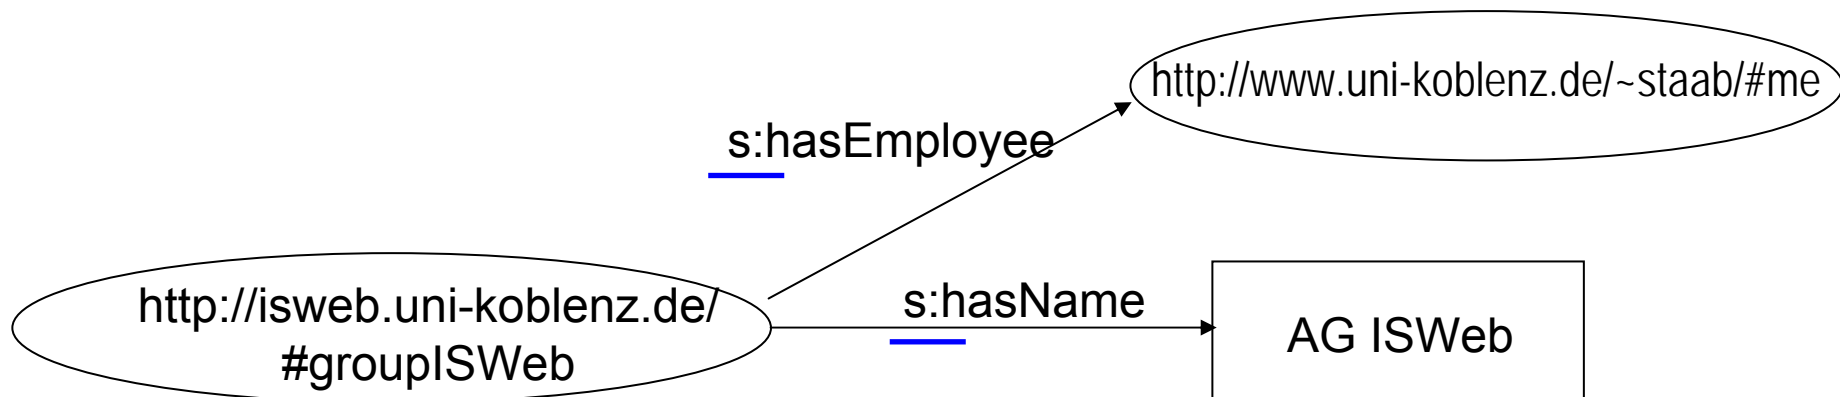 http://www.uni-koblenz.de/~staab/#me
s:hasEmployee
http://isweb.uni-koblenz.de/
#groupISWeb
s:hasName
AG ISWeb